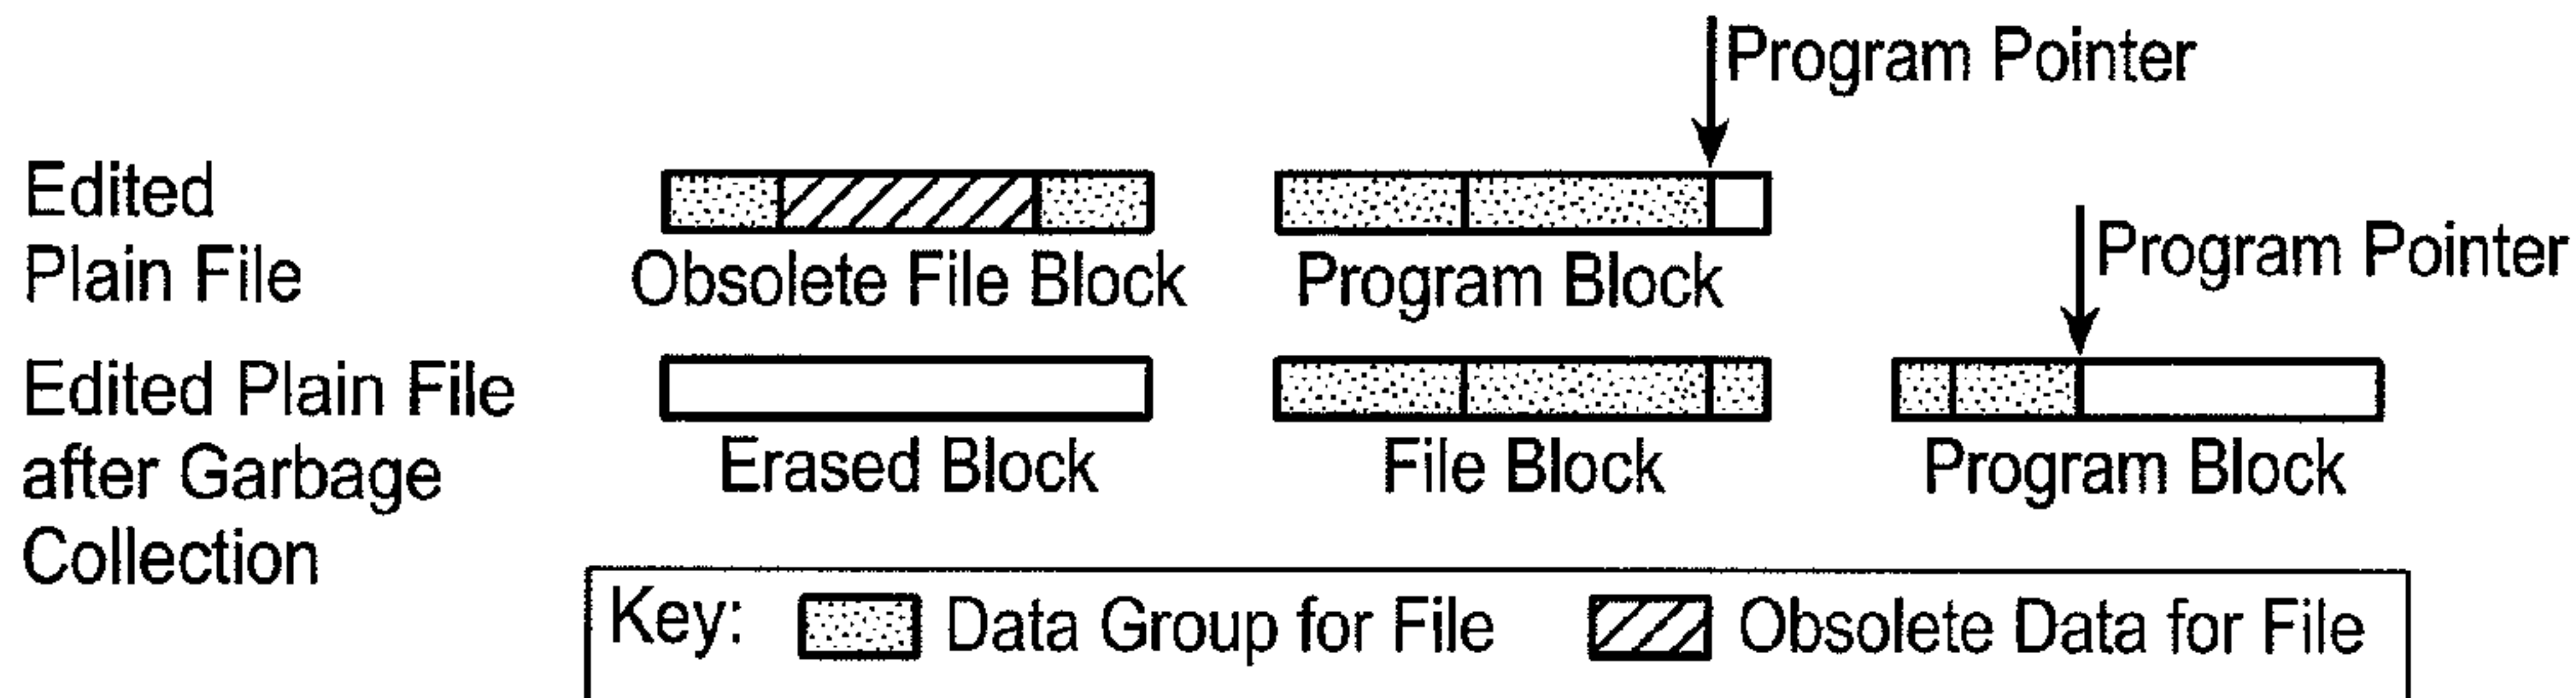 Program Pointer
Edited
Plain File
Obsolete File Block
Program Block
Program Pointer
Edited Plain File
after Garbage
Collection
Erased Block
File Block
Program Block
Key:
Data Group for File
Obsolete Data for File